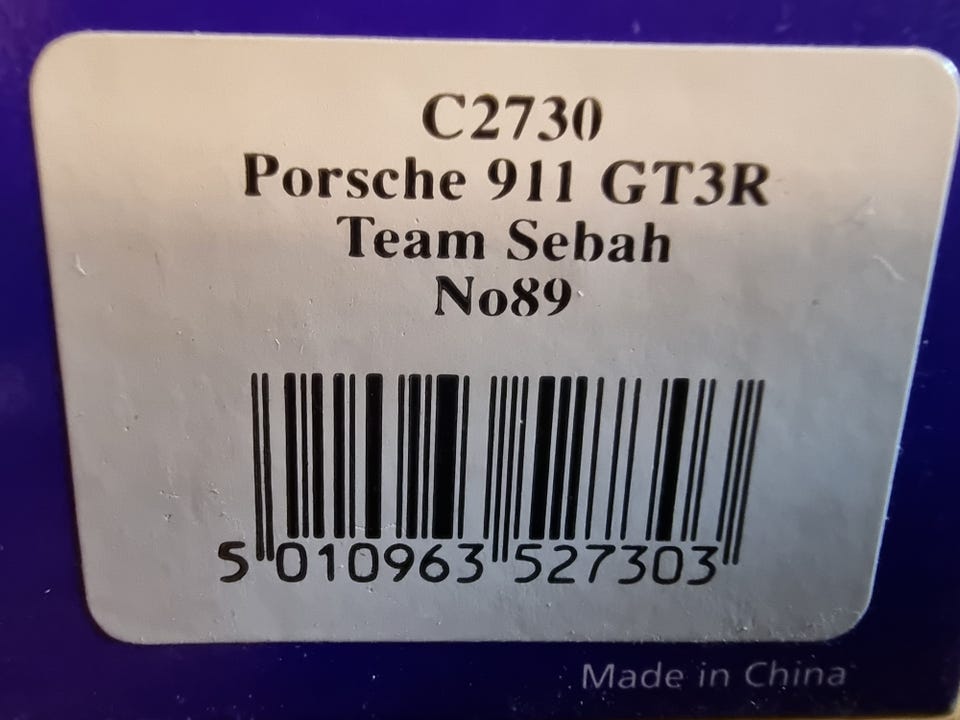 C2730
Porsche 911 GT3R
Team Sebah
No89
5 010963 527303
Made in China